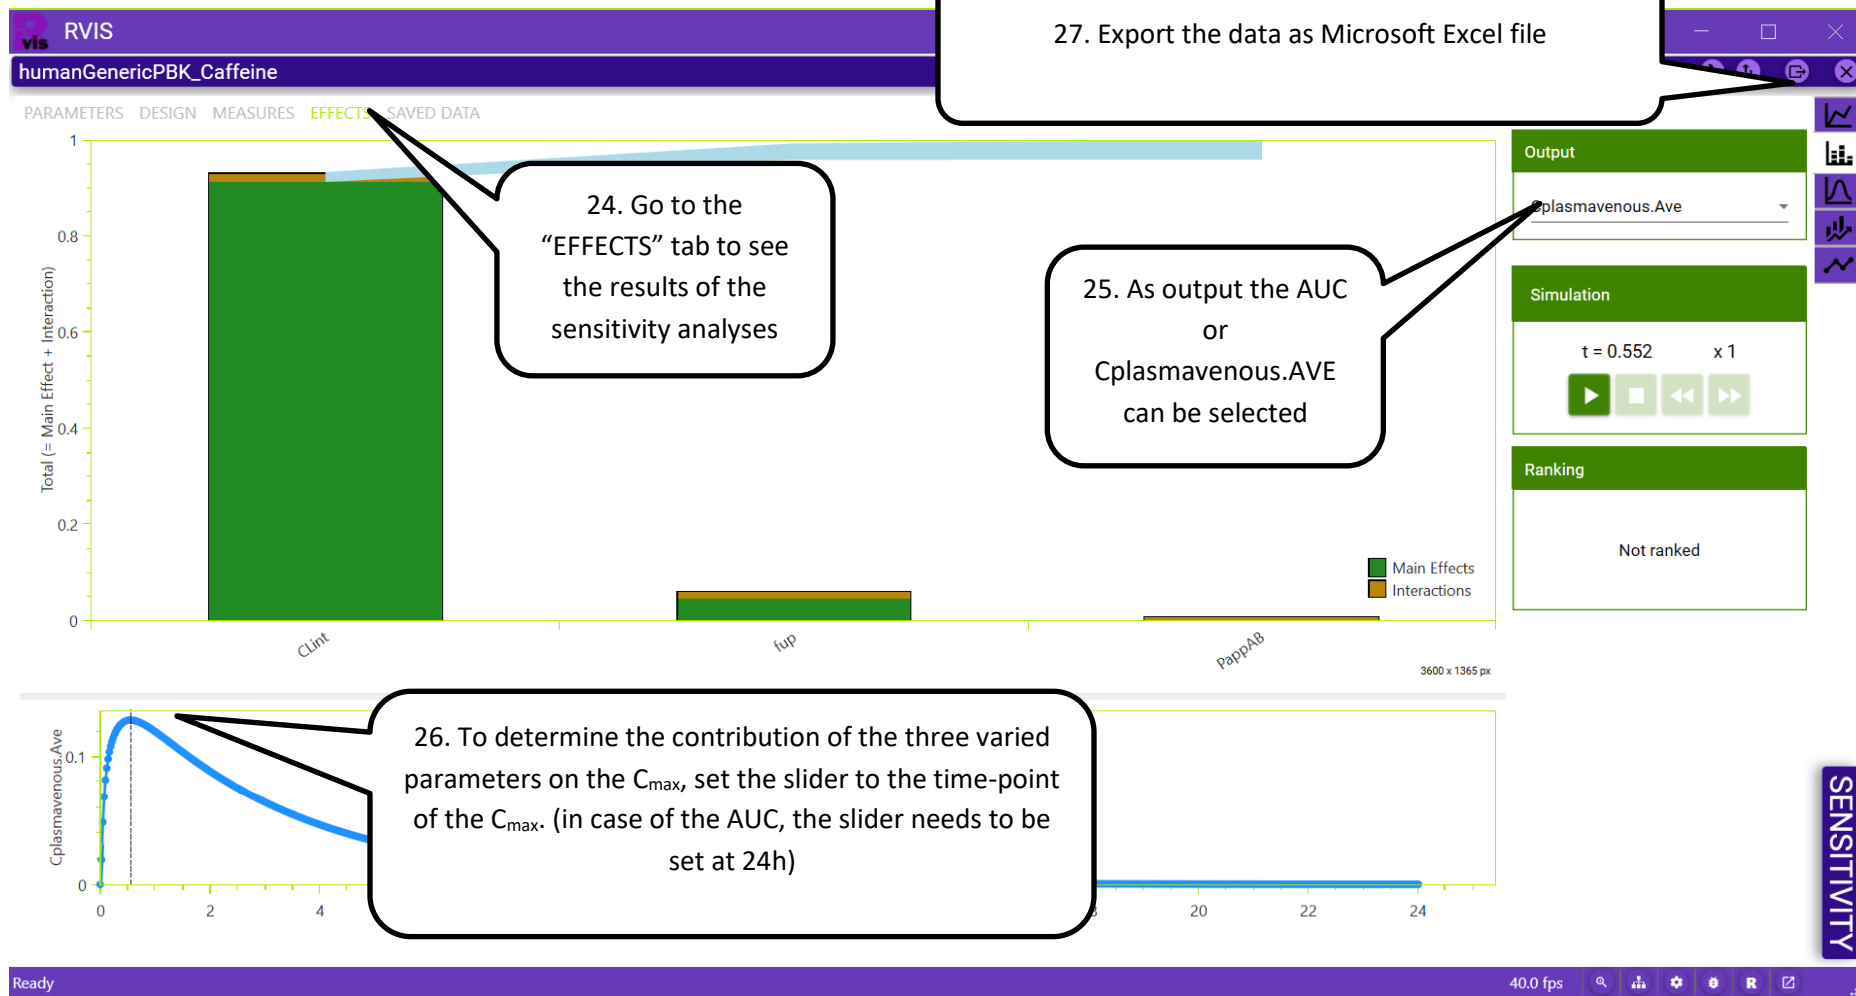 RVIS
vis
27. Export the data as Microsoft Excel file
humanGenericPBK_Caffeine
PARAMETERS DESIGN MEASURES EFFECTS SAVED DATA
Total (= Main Effect + Interaction)
1
0.8
0.6
0.4
0.2
0
CLint
fup
PappAB
Main Effects
Interactions
3600 x 1365 px
24. Go to the
“EFFECTS” tab to see
the results of the
sensitivity analyses
25. As output the AUC
or
Cplasmavenous.AVE
can be selected
Output
Cplasmavenous.Ave
Simulation
t = 0.552 x 1
Ranking
Not ranked
Cplasmavenous.Ave
0.1
0
0 2 4 20 22 24
26. To determine the contribution of the three varied
parameters on the Cmax, set the slider to the time-point
of the Cmax. (in case of the AUC, the slider needs to be
set at 24h)
SENSITIVITY
Ready
40.0 fps
R